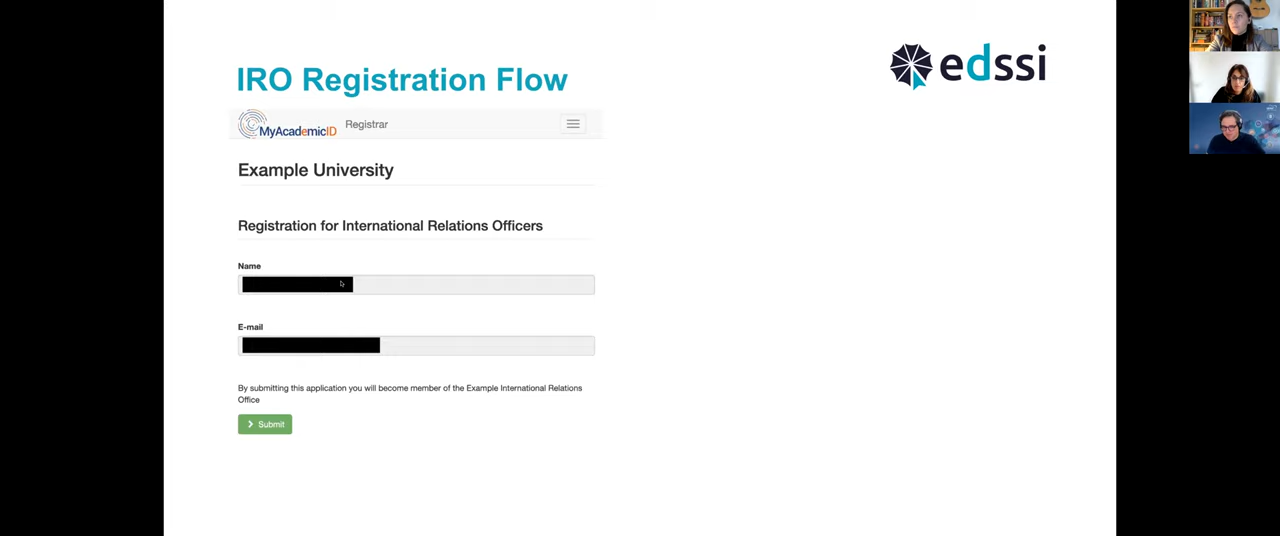 IRO Registration Flow
edssi
MyAcademicID Registrar
Example University
Registration for International Relations Officers
Name
E-mail
By submitting this application you will become member of the Example International Relations
Office
Submit